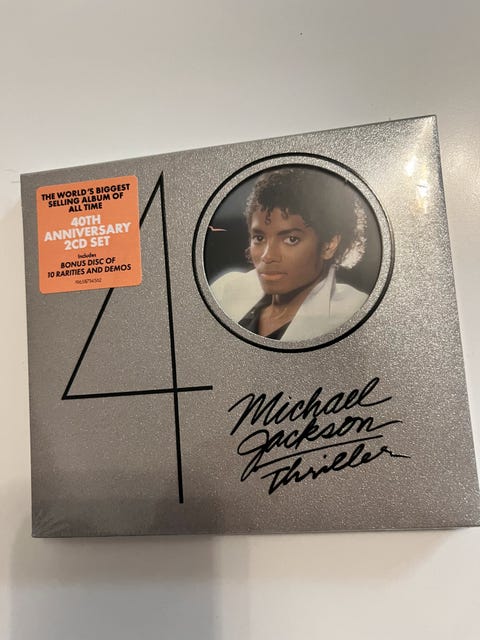 THE WORLD'S BIGGEST
SELLING ALBUM OF
ALL TIME
40TH
ANNIVERSARY
2CD SET
Includes
BONUS DISC OF
10 RARITIES AND DEMOS
40
Michael
Jackson
Thriller